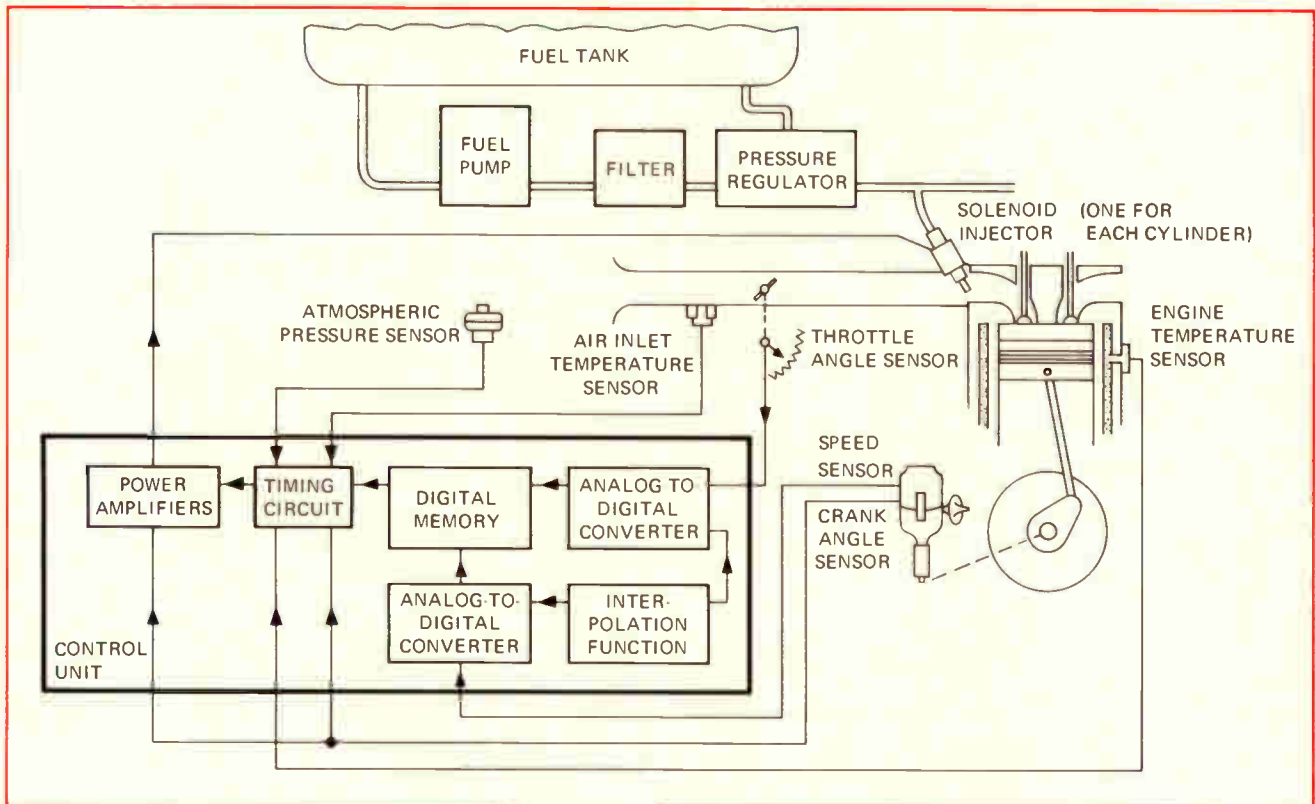 FUEL TANK
FUEL
PUMP
FILTER
PRESSURE
REGULATOR
SOLENOID
INJECTOR
(ONE FOR
EACH CYLINDER)
ATMOSPHERIC
PRESSURE SENSOR
AIR INLET
TEMPERATURE
SENSOR
THROTTLE
ANGLE SENSOR
ENGINE
TEMPERATURE
SENSOR
POWER
AMPLIFIERS
TIMING
CIRCUIT
DIGITAL
MEMORY
ANALOG TO
DIGITAL
CONVERTER
SPEED
SENSOR
CRANK
ANGLE
SENSOR
ANALOG-TO-
DIGITAL
CONVERTER
INTER-
POLATION
FUNCTION
CONTROL
UNIT